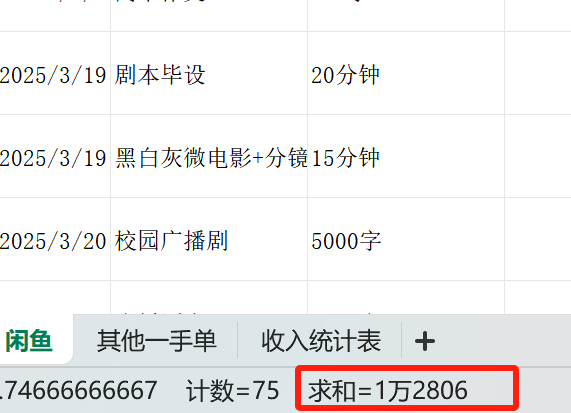 2025/3/19 剧本毕设 20分钟
2025/3/19 黑白灰微电影+分镜 15分钟
2025/3/20 校园广播剧 5000字
闲鱼 其他一手单 收入统计表 +
.74666666667 计数=75 求和=1万2806